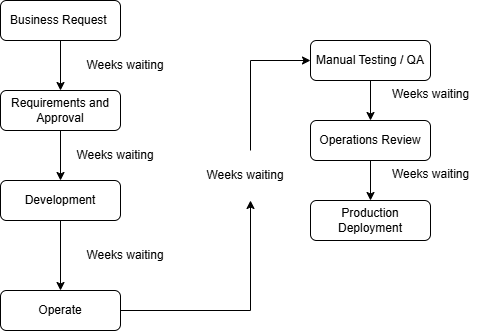 Business Request
Weeks waiting
Requirements and
Approval
Weeks waiting
Development
Weeks waiting
Operate
Weeks waiting
Manual Testing / QA
Weeks waiting
Operations Review
Weeks waiting
Production
Deployment